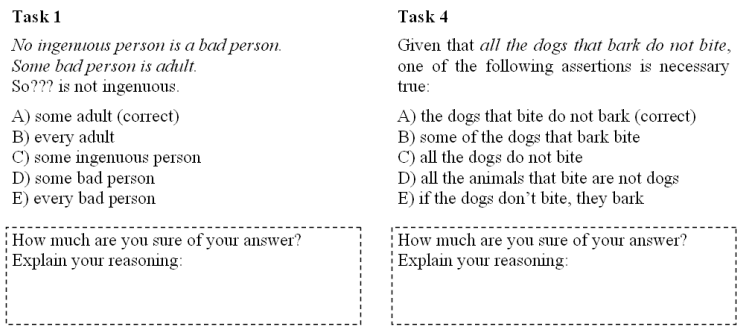 Task 1
No ingenuous person is a bad person.
Some bad person is adult.
So??? is not ingenuous.
A) some adult (correct)
B) every adult
C) some ingenuous person
D) some bad person
E) every bad person
How much are you sure of your answer?
Explain your reasoning:
Task 4
Given that all the dogs that bark do not bite,
one of the following assertions is necessary
true:
A) the dogs that bite do not bark (correct)
B) some of the dogs that bark bite
C) all the dogs do not bite
D) all the animals that bite are not dogs
E) if the dogs don’t bite, they bark
How much are you sure of your answer?
Explain your reasoning: